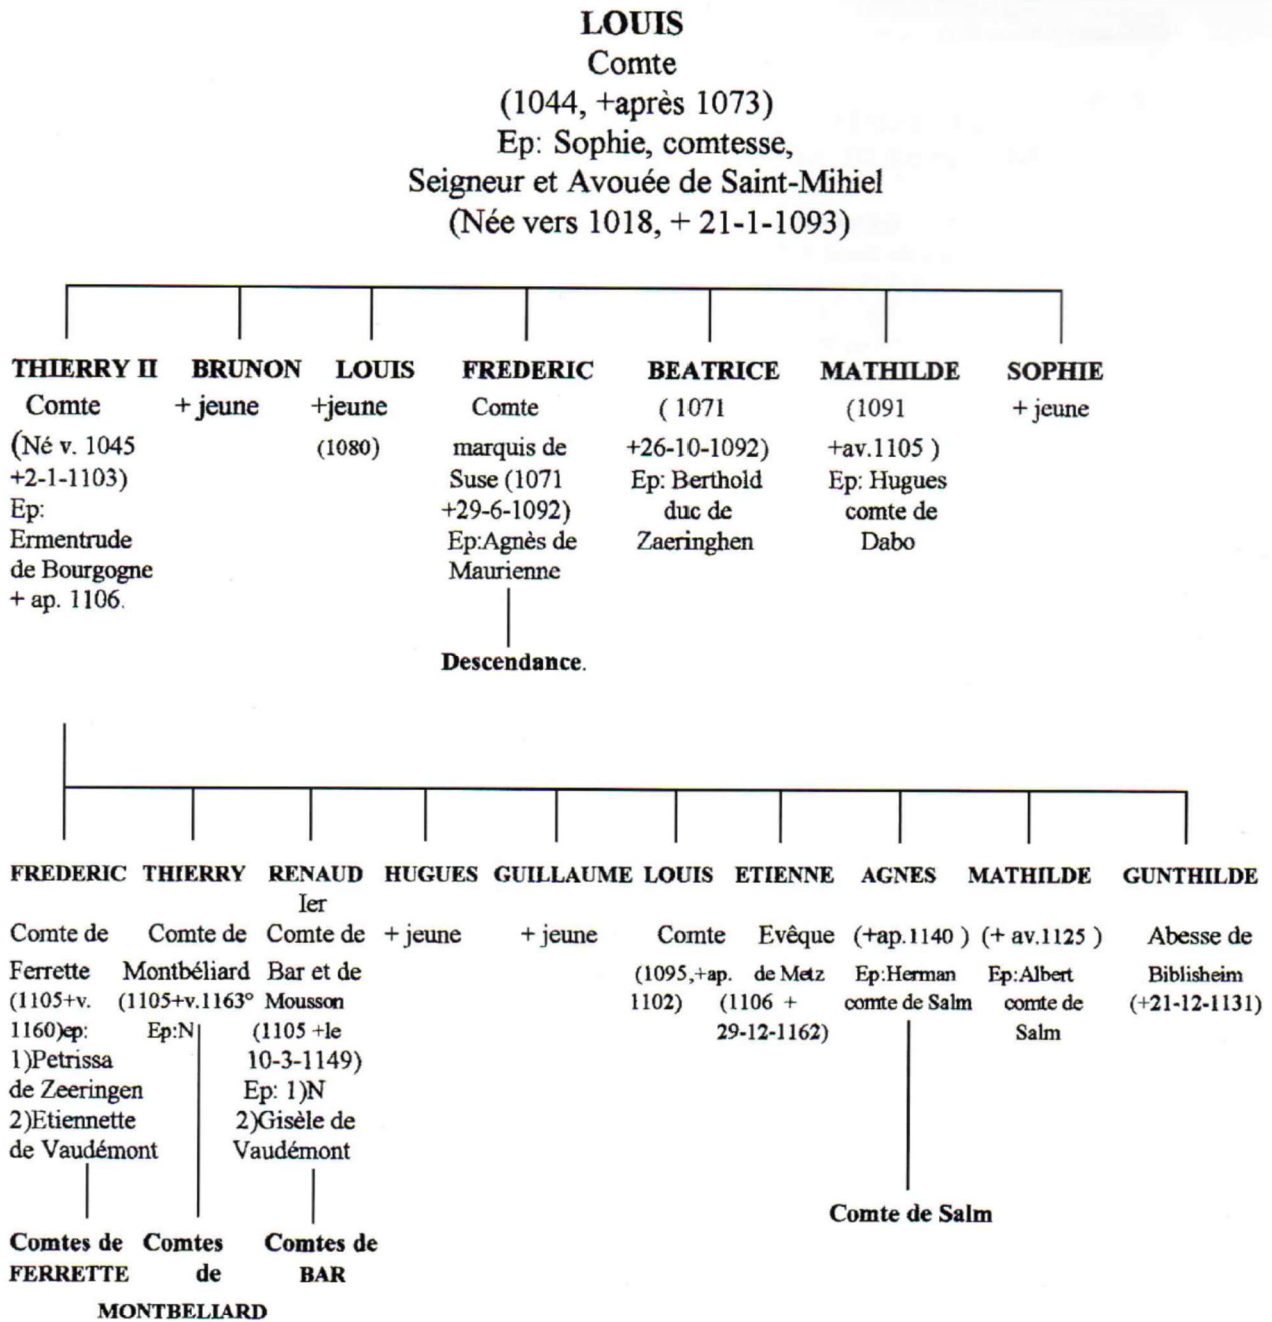 LOUIS
Comte
(1044, +après 1073)
Ep: Sophie, comtesse,
Seigneur et Avouée de Saint-Mihiel
(Née vers 1018, + 21-1-1093)
THIERRY II
Comte
(Né v. 1045
+2-1-1103)
Ep:
Ermentrude
de Bourgogne
+ ap. 1106.
BRUNON
+ jeune
LOUIS
+jeune
(1080)
FREDERIC
Comte
marquis de
Suse (1071
+29-6-1092)
Ep:Agnès de
Maurienne
Descendance.
BEATRICE
( 1071
+26-10-1092)
Ep: Berthold
duc de
Zaeringhen
MATHILDE
(1091
+av.1105 )
Ep: Hugues
comte de
Dabo
SOPHIE
+ jeune
FREDERIC
Comte de
Ferrette
(1105+v.
1160)ep:
1)Petrissa
de Zeeringen
2)Etiennette
de Vaudémont
Comtes de
FERRETTE
THIERRY
Comte de
Montbéliard
(1105+v.1163°
Ep:N
Comtes
de
MONTBELIARD
RENAUD
Ier
Comte de
Bar et de
Mousson
(1105 +le
10-3-1149)
Ep: 1)N
2)Gisèle de
Vaudémont
Comtes de
BAR
HUGUES
+ jeune
GUILLAUME
+ jeune
LOUIS
Comte
(1095,+ap.
1102)
ETIENNE
Evêque
de Metz
(1106 +
29-12-1162)
AGNES
(+ap.1140 )
Ep:Herman
comte de Salm
Comte de Salm
MATHILDE
(+ av.1125 )
Ep:Albert
comte de
Salm
GUNTHILDE
Abesse de
Biblisheim
(+21-12-1131)